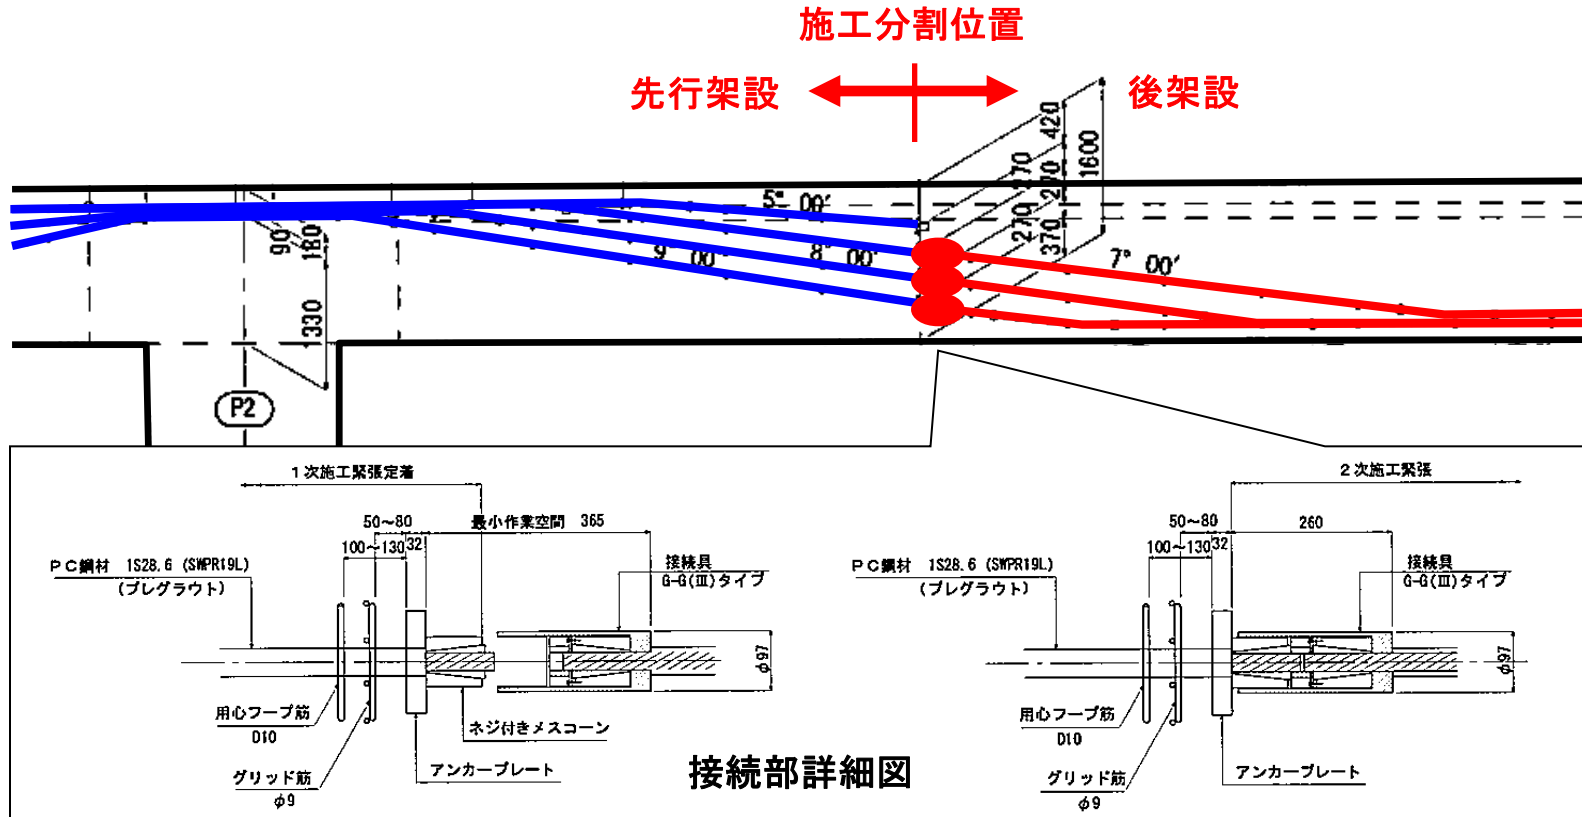 施工分割位置
先行架設
後架設
420
1600
270
270
270
370
5° 00′
9° 00′
8° 00′
7° 00′
90
180
1330
P2
1次施工緊張定着
50~80
最小作業空間 365
100~130
32
PC鋼材 1S28.6 (SWPR19L)
(プレグラウト)
接続具
G-G(Ⅲ)タイプ
φ97
用心フープ筋
D10
ネジ付きメスコーン
グリッド筋
φ9
アンカープレート
2次施工緊張
50~80
260
100~130
32
PC鋼材 1S28.6 (SWPR19L)
(プレグラウト)
接続具
G-G(Ⅲ)タイプ
φ97
用心フープ筋
D10
グリッド筋
φ9
アンカープレート
接続部詳細図